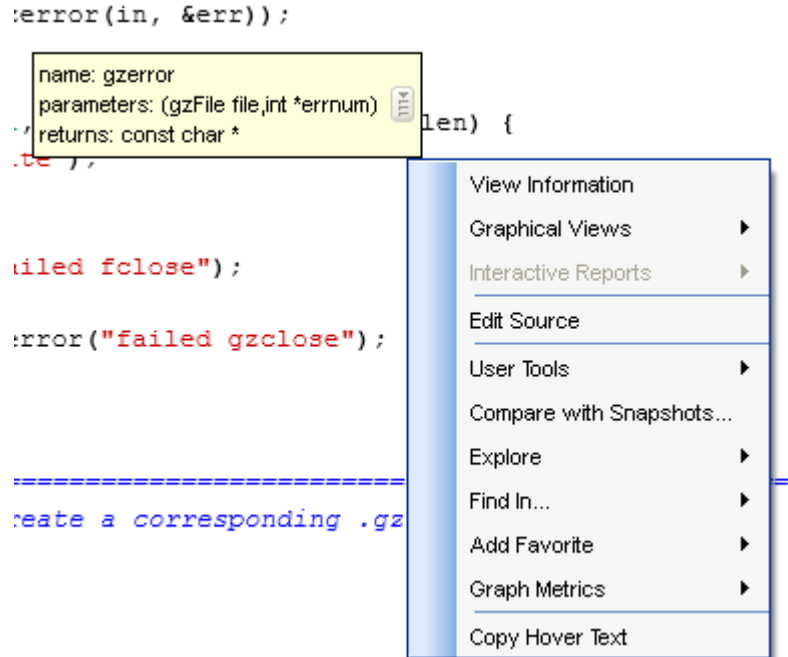 :error(in, &err));
name: gzerror
parameters: (gzFile file,int *errnum)
returns: const char *
len) {
");
View Information
Graphical Views
ailed fclose");
Interactive Reports
Edit Source
error("failed gzclose");
User Tools
Compare with Snapshots...
Explore
Find In...
reate a corresponding .gz
Add Favorite
Graph Metrics
Copy Hover Text